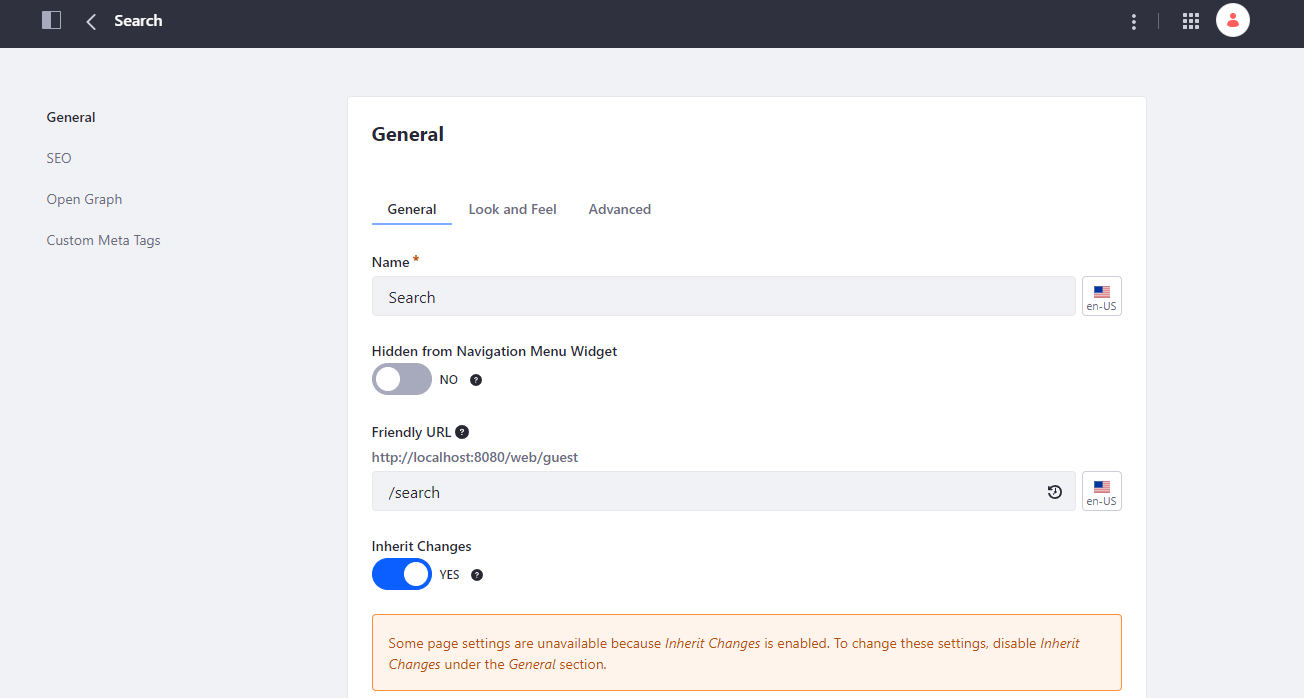 Search
General
SEO
Open Graph
Custom Meta Tags
General
General Look and Feel Advanced
Name *
Search
en-US
Hidden from Navigation Menu Widget
NO ?
Friendly URL ?
http://localhost:8080/web/guest
/search
en-US
Inherit Changes
YES ?
Some page settings are unavailable because Inherit Changes is enabled. To change these settings, disable Inherit
Changes under the General section.